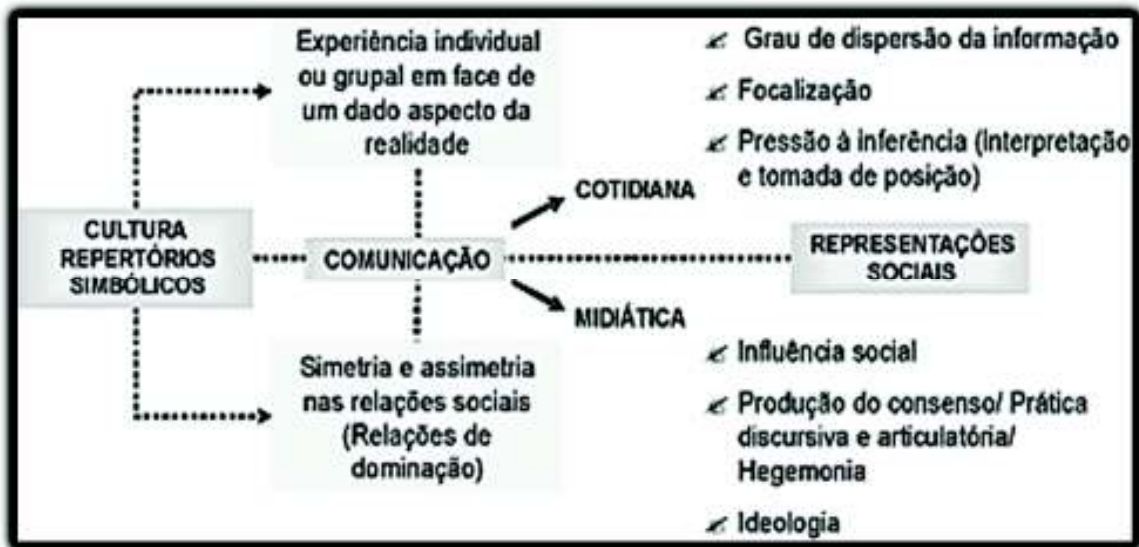 Experiência individual
ou grupal em face de
um dado aspecto da
realidade
Grau de dispersão da informação
Focalização
Pressão à inferência (Interpretação
e tomada de posição)
COTIDIANA
CULTURA
REPERTÓRIOS
SIMBÓLICOS
COMUNICAÇÃO
REPRESENTAÇÕES
SOCIAIS
MIDIÁTICA
Simetria e assimetria
nas relações sociais
(Relações de
dominação)
Influência social
Produção do consenso/ Prática
discursiva e articulatória/
Hegemonia
Ideologia